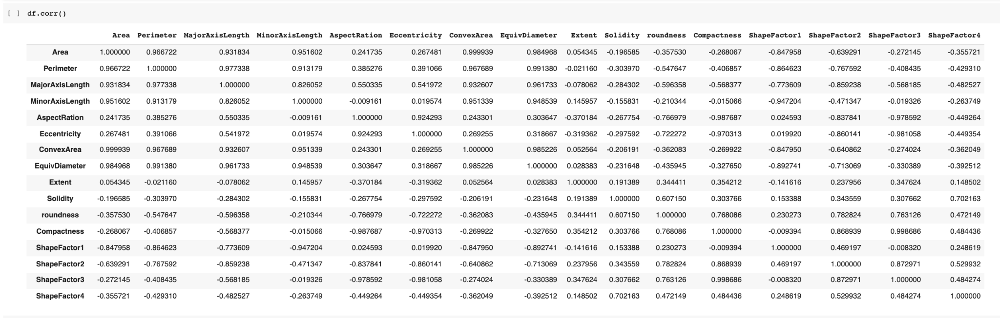 [ ] df.corr()
Area Perimeter MajorAxisLength MinorAxisLength AspectRation Eccentricity ConvexArea EquivDiameter Extent Solidity roundness Compactness ShapeFactor1 ShapeFactor2 ShapeFactor3 ShapeFactor4
Area 1.000000 0.966722 0.931834 0.951602 0.241735 0.267481 0.999939 0.984968 0.054345 -0.196585 -0.357530 -0.268067 -0.847958 -0.639291 -0.272145 -0.355721
Perimeter 0.966722 1.000000 0.977338 0.913179 0.385276 0.391066 0.967689 0.991380 -0.021160 -0.303970 -0.547647 -0.406857 -0.864623 -0.767592 -0.408435 -0.429310
MajorAxisLength 0.931834 0.977338 1.000000 0.826052 0.550335 0.541972 0.932607 0.961733 -0.078062 -0.284302 -0.596358 -0.568377 -0.773609 -0.859238 -0.568185 -0.482527
MinorAxisLength 0.951602 0.913179 0.826052 1.000000 -0.009161 0.019574 0.951339 0.948539 0.145957 -0.155831 -0.210344 -0.015066 -0.947204 -0.471347 -0.019326 -0.263749
AspectRation 0.241735 0.385276 0.550335 -0.009161 1.000000 0.924293 0.243301 0.303647 -0.370184 -0.267754 -0.766979 -0.987687 0.024593 -0.837841 -0.978592 -0.449264
Eccentricity 0.267481 0.391066 0.541972 0.019574 0.924293 1.000000 0.269255 0.318667 -0.319362 -0.297592 -0.722272 -0.970313 0.019920 -0.860141 -0.981058 -0.449354
ConvexArea 0.999939 0.967689 0.932607 0.951339 0.243301 0.269255 1.000000 0.985226 0.052564 -0.206191 -0.362083 -0.269922 -0.847950 -0.640862 -0.274024 -0.362049
EquivDiameter 0.984968 0.991380 0.961733 0.948539 0.303647 0.318667 0.985226 1.000000 0.028383 -0.231648 -0.435945 -0.327650 -0.892741 -0.713069 -0.330389 -0.392512
Extent 0.054345 -0.021160 -0.078062 0.145957 -0.370184 -0.319362 0.052564 0.028383 1.000000 0.191389 0.344411 0.354212 -0.141616 0.237956 0.347624 0.148502
Solidity -0.196585 -0.303970 -0.284302 -0.155831 -0.267754 -0.297592 -0.206191 -0.231648 0.191389 1.000000 0.607150 0.303766 0.153388 0.343559 0.307662 0.702163
roundness -0.357530 -0.547647 -0.596358 -0.210344 -0.766979 -0.722272 -0.362083 -0.435945 0.344411 0.607150 1.000000 0.768086 0.230273 0.782824 0.763126 0.472149
Compactness -0.268067 -0.406857 -0.568377 -0.015066 -0.987687 -0.970313 -0.269922 -0.327650 0.354212 0.303766 0.768086 1.000000 -0.009394 0.868939 0.998686 0.484436
ShapeFactor1 -0.847958 -0.864623 -0.773609 -0.947204 0.024593 0.019920 -0.847950 -0.892741 -0.141616 0.153388 0.230273 -0.009394 1.000000 0.469197 -0.008320 0.248619
ShapeFactor2 -0.639291 -0.767592 -0.859238 -0.471347 -0.837841 -0.860141 -0.640862 -0.713069 0.237956 0.343559 0.782824 0.868939 0.469197 1.000000 0.872971 0.529932
ShapeFactor3 -0.272145 -0.408435 -0.568185 -0.019326 -0.978592 -0.981058 -0.274024 -0.330389 0.347624 0.307662 0.763126 0.998686 -0.008320 0.872971 1.000000 0.484274
ShapeFactor4 -0.355721 -0.429310 -0.482527 -0.263749 -0.449264 -0.449354 -0.362049 -0.392512 0.148502 0.702163 0.472149 0.484436 0.248619 0.529932 0.484274 1.000000